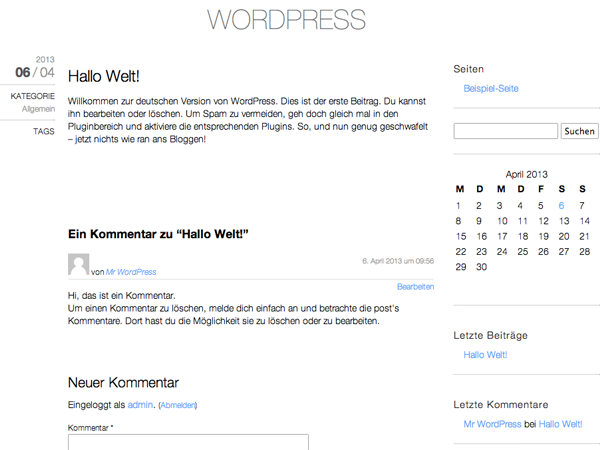 WORDPRESS
2013
06 / 04
KATEGORIE
Allgemein
TAGS
Hallo Welt!
Willkommen zur deutschen Version von WordPress. Dies ist der erste Beitrag. Du kannst
ihn bearbeiten oder löschen. Um Spam zu vermeiden, geh doch gleich mal in den
Pluginbereich und aktiviere die entsprechenden Plugins. So, und nun genug geschwafelt
– jetzt nichts wie ran ans Bloggen!
Ein Kommentar zu “Hallo Welt!”
von Mr WordPress
6. April 2013 um 09:56
Bearbeiten
Hi, das ist ein Kommentar.
Um einen Kommentar zu löschen, melde dich einfach an und betrachte die post's
Kommentare. Dort hast du die Möglichkeit sie zu löschen oder zu bearbeiten.
Neuer Kommentar
Eingeloggt als admin. (Abmelden)
Kommentar *
Seiten
Beispiel-Seite
Suchen
April 2013
M D M D F S S
1 2 3 4 5 6 7
8 9 10 11 12 13 14
15 16 17 18 19 20 21
22 23 24 25 26 27 28
29 30
Letzte Beiträge
Hallo Welt!
Letzte Kommentare
Mr WordPress bei Hallo Welt!